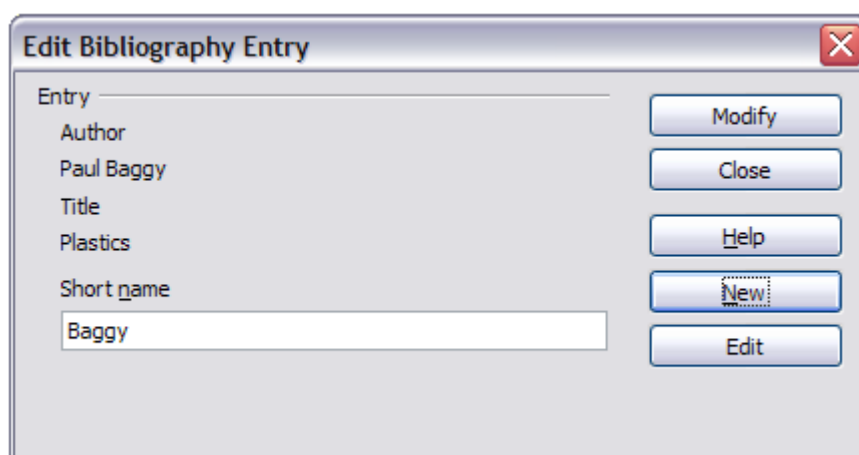 Edit Bibliography Entry
Entry
Author
Paul Baggy
Title
Plastics
Short name
Baggy
Modify
Close
Help
New
Edit